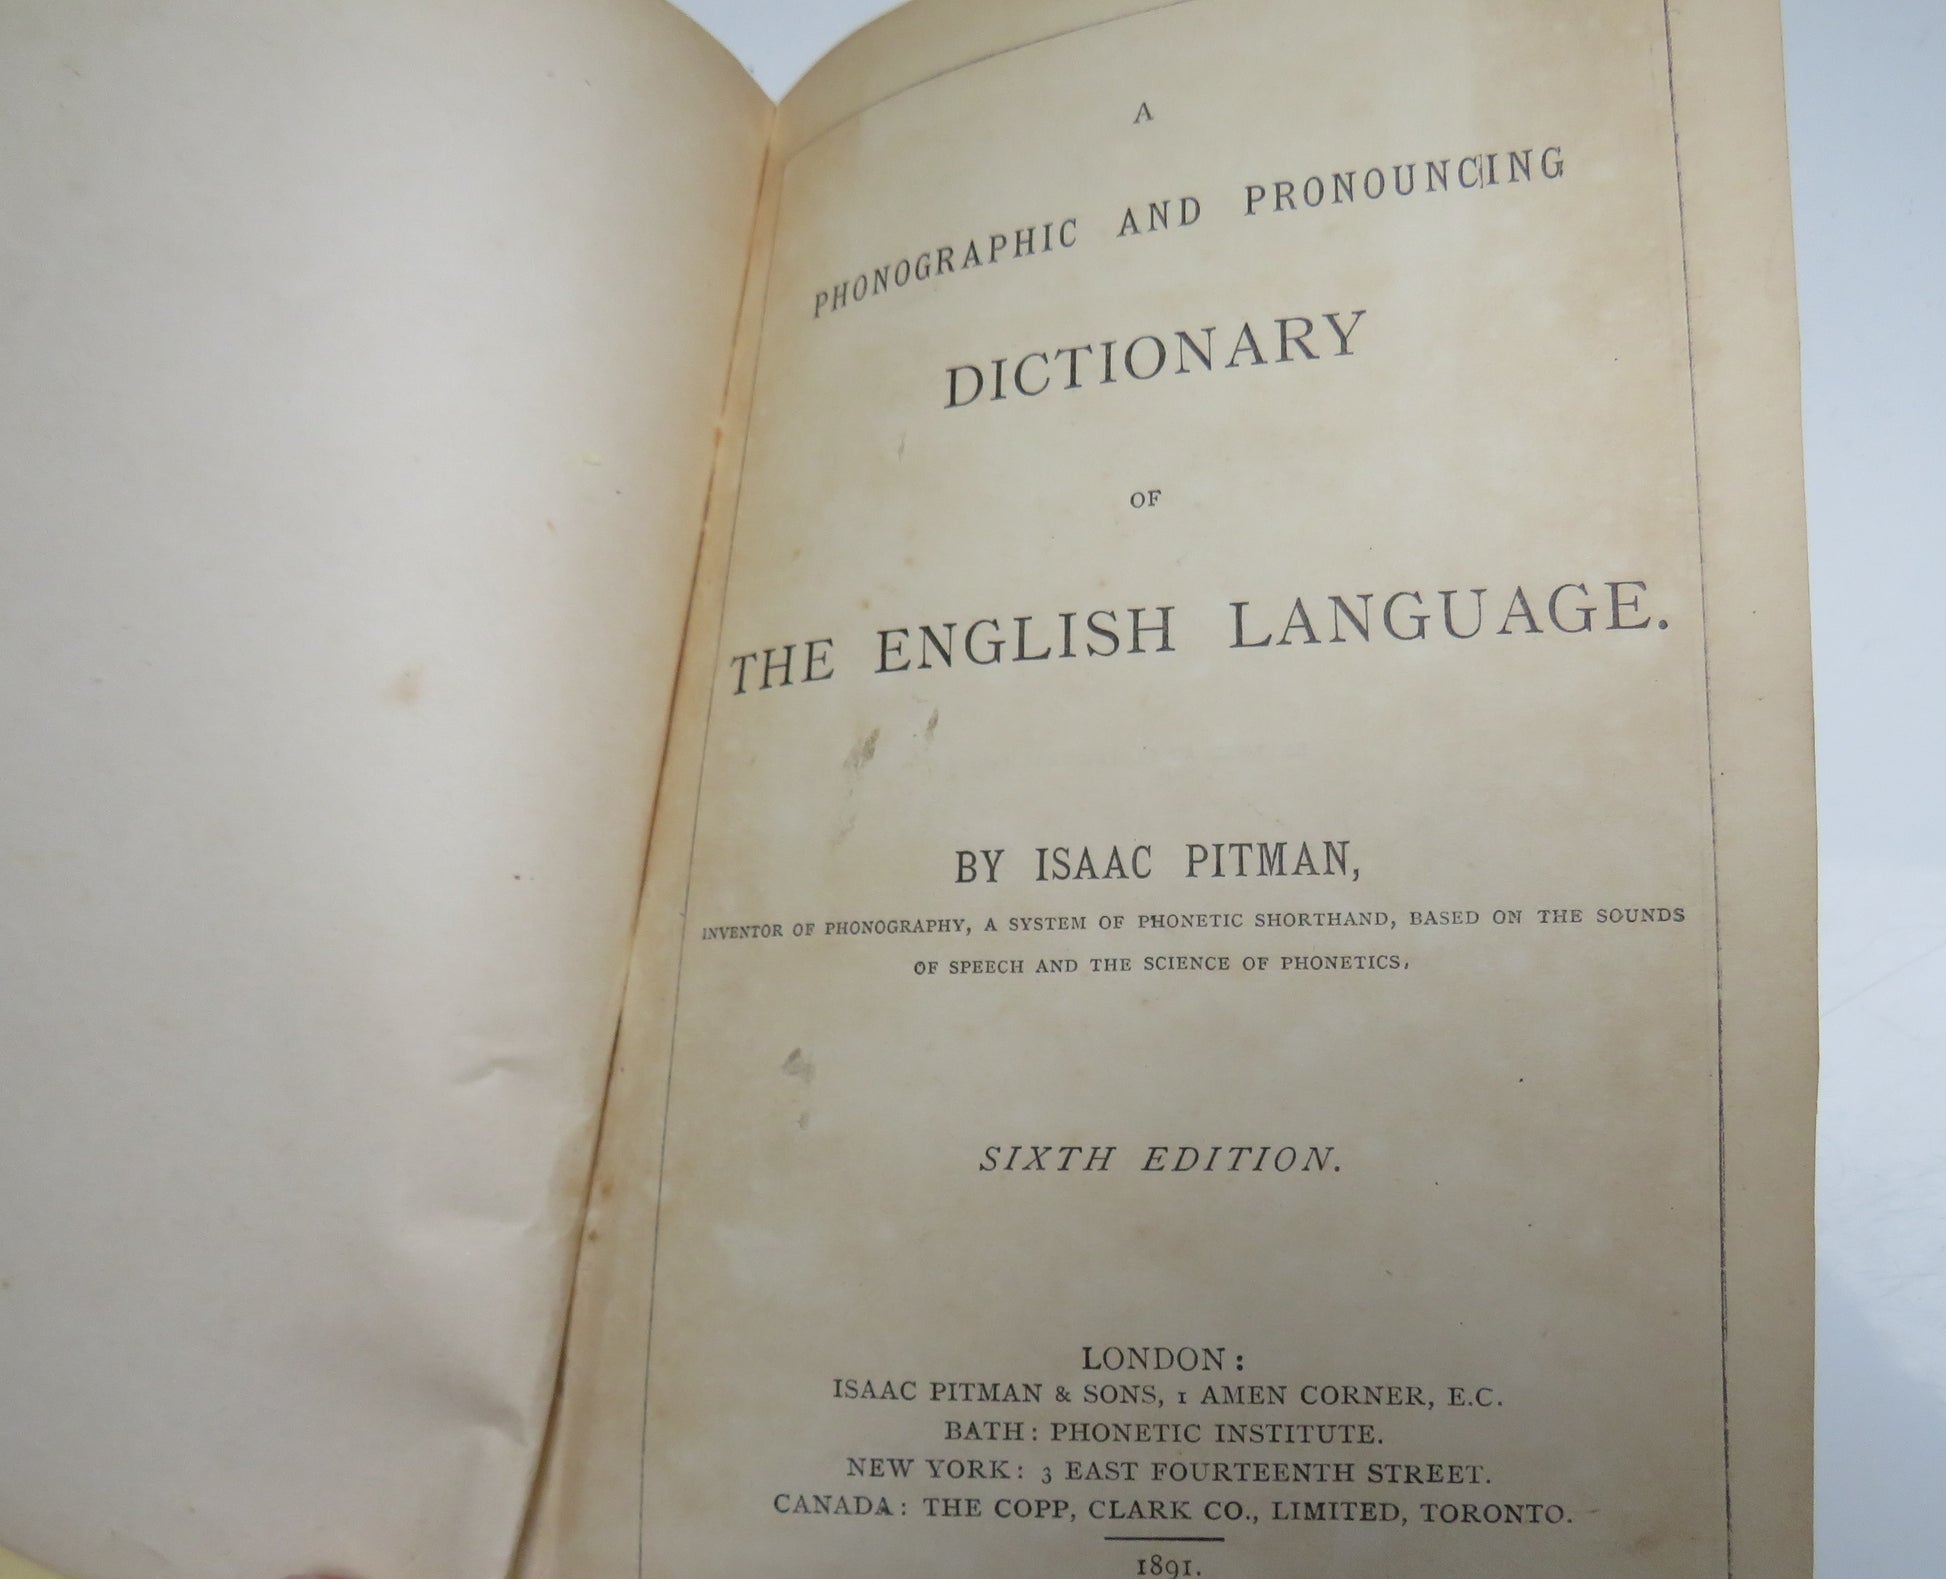 A
PHONOGRAPHIC AND PRONOUNCING
DICTIONARY
OF
THE ENGLISH LANGUAGE.
BY ISAAC PITMAN,
INVENTOR OF PHONOGRAPHY, A SYSTEM OF PHONETIC SHORTHAND, BASED ON THE SOUNDS
OF SPEECH AND THE SCIENCE OF PHONETICS,
SIXTH EDITION.
LONDON:
ISAAC PITMAN & SONS, 1 AMEN CORNER, E.C.
BATH: PHONETIC INSTITUTE.
NEW YORK: 3 EAST FOURTEENTH STREET.
CANADA: THE COPP, CLARK CO., LIMITED, TORONTO.
1891.